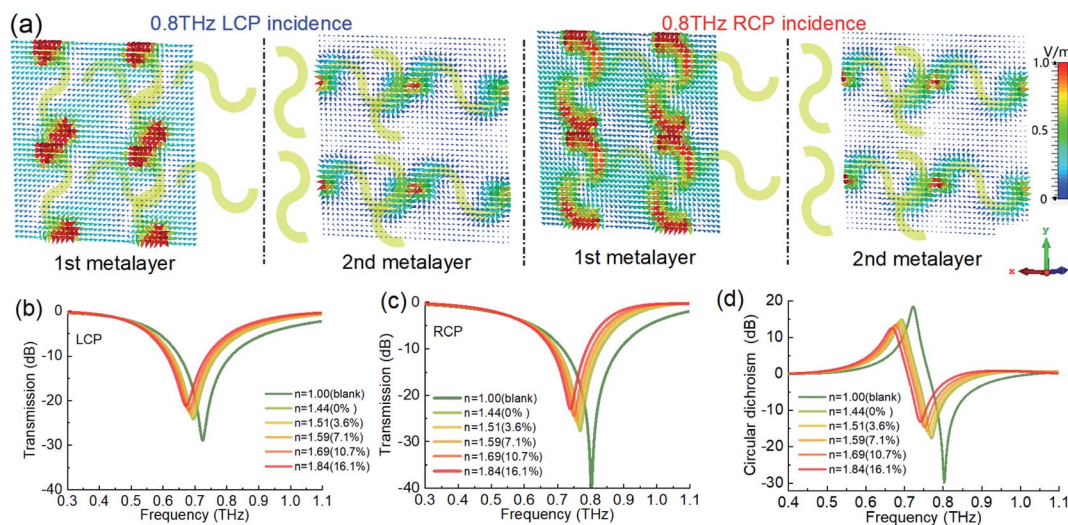 (a)
0.8THz LCP incidence
0.8THz RCP incidence
V/m
1.0
0.5
0
1st metalayer
2nd metalayer
1st metalayer
2nd metalayer
y
x
(b)
0
-10
-20
-30
-40
Transmission (dB)
LCP
n=1.00(blank)
n=1.44(0% )
n=1.51(3.6%)
n=1.59(7.1%)
n=1.69(10.7%)
n=1.84(16.1%)
0.3 0.4 0.5 0.6 0.7 0.8 0.9 1.0 1.1
Frequency (THz)
(c)
0
-10
-20
-30
-40
Transmission (dB)
RCP
n=1.00(blank)
n=1.44(0% )
n=1.51(3.6%)
n=1.59(7.1%)
n=1.69(10.7%)
n=1.84(16.1%)
0.3 0.4 0.5 0.6 0.7 0.8 0.9 1.0 1.1
Frequency(THz)
(d)
20
10
0
-10
-20
-30
Circular dichroism (dB)
n=1.00(blank)
n=1.44(0% )
n=1.51(3.6%)
n=1.59(7.1%)
n=1.69(10.7%)
n=1.84(16.1%)
0.4 0.5 0.6 0.7 0.8 0.9 1.0 1.1
Frequency (THz)